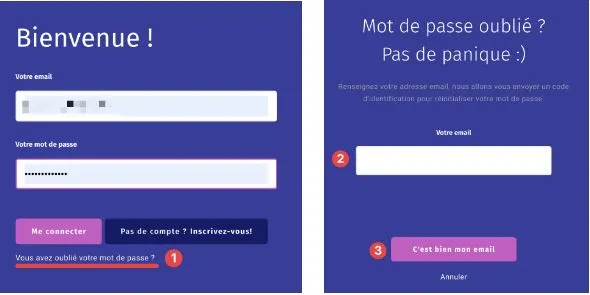 Bienvenue !
Votre email
Votre mot de passe
•••••••••••••
Me connecter
Pas de compte ? Inscrivez-vous!
Vous avez oublié votre mot de passe ?
1
Mot de passe oublié ?
Pas de panique :)
Renseignez votre adresse email, nous allons vous envoyer un code
d'identification pour réinitialiser votre mot de passe
Votre email
2
3
C'est bien mon email
Annuler